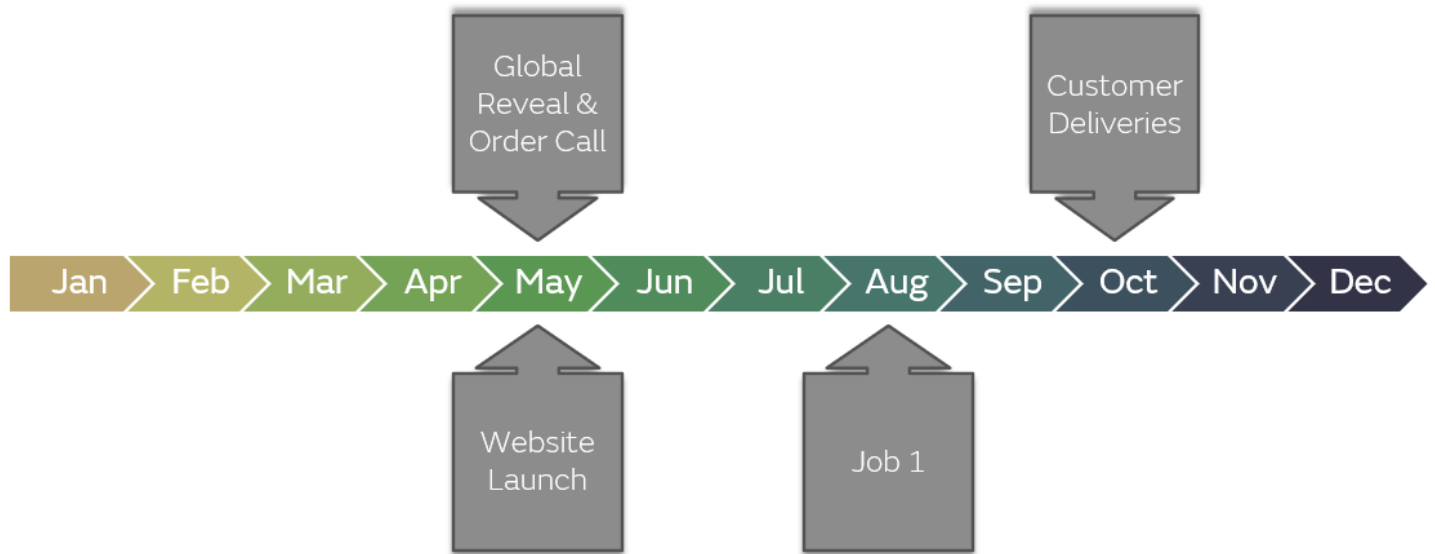 Global
Reveal &
Order Call
Customer
Deliveries
Jan Feb Mar Apr May Jun Jul Aug Sep Oct Nov Dec
Website
Launch
Job 1